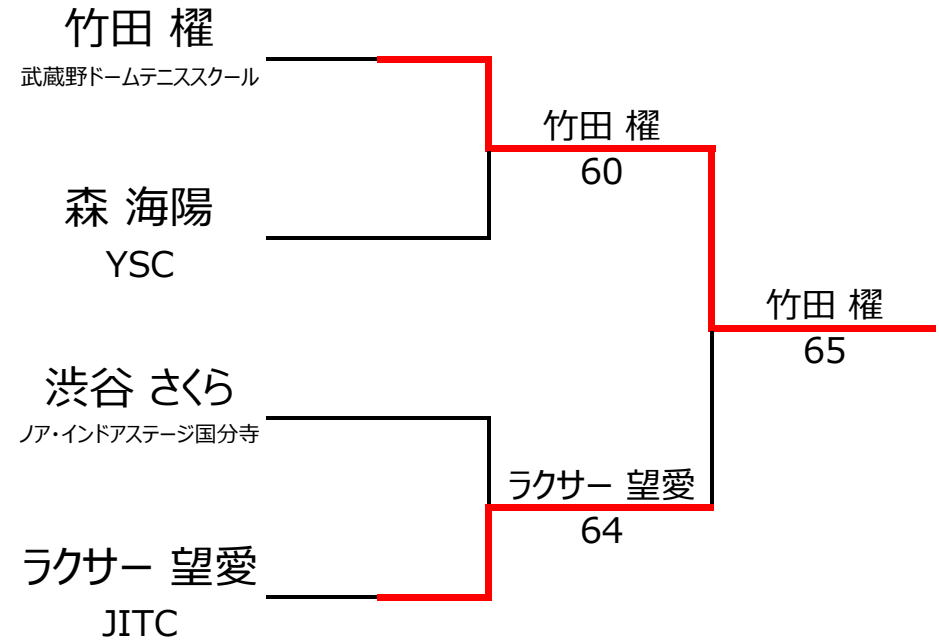 竹田 櫂
武蔵野ドームテニススクール
竹田 櫂
60
森 海陽
YSC
竹田 櫂
65
渋谷 さくら
ノア・インドアステージ国分寺
ラクサー 望愛
64
ラクサー 望愛
JITC